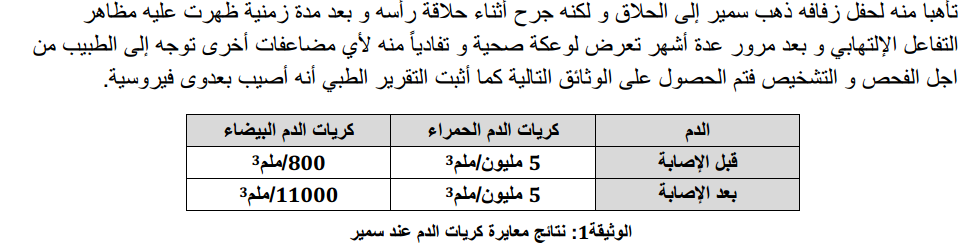 تأهبا منه لحفل زفافه ذهب سمير إلى الحلاق و لكنه جرح أثناء حلاقة رأسه و بعد مدة زمنية ظهرت عليه مظاهر
التفاعل الإلتهابي و بعد مرور عدة أشهر تعرض لوعكة صحية و تفادياً منه لأي مضاعفات أخرى توجه إلى الطبيب من
اجل الفحص و التشخيص فتم الحصول على الوثائق التالية كما أثبت التقرير الطبي أنه أصيب بعدوى فيروسية.
الدم كريات الدم الحمراء كريات الدم البيضاء
قبل الإصابة 5 مليون/ملم³ 800/ملم³
بعد الإصابة 5 مليون/ملم³ 11000/ملم³
الوثيقة1: نتائج معايرة كريات الدم عند سمير